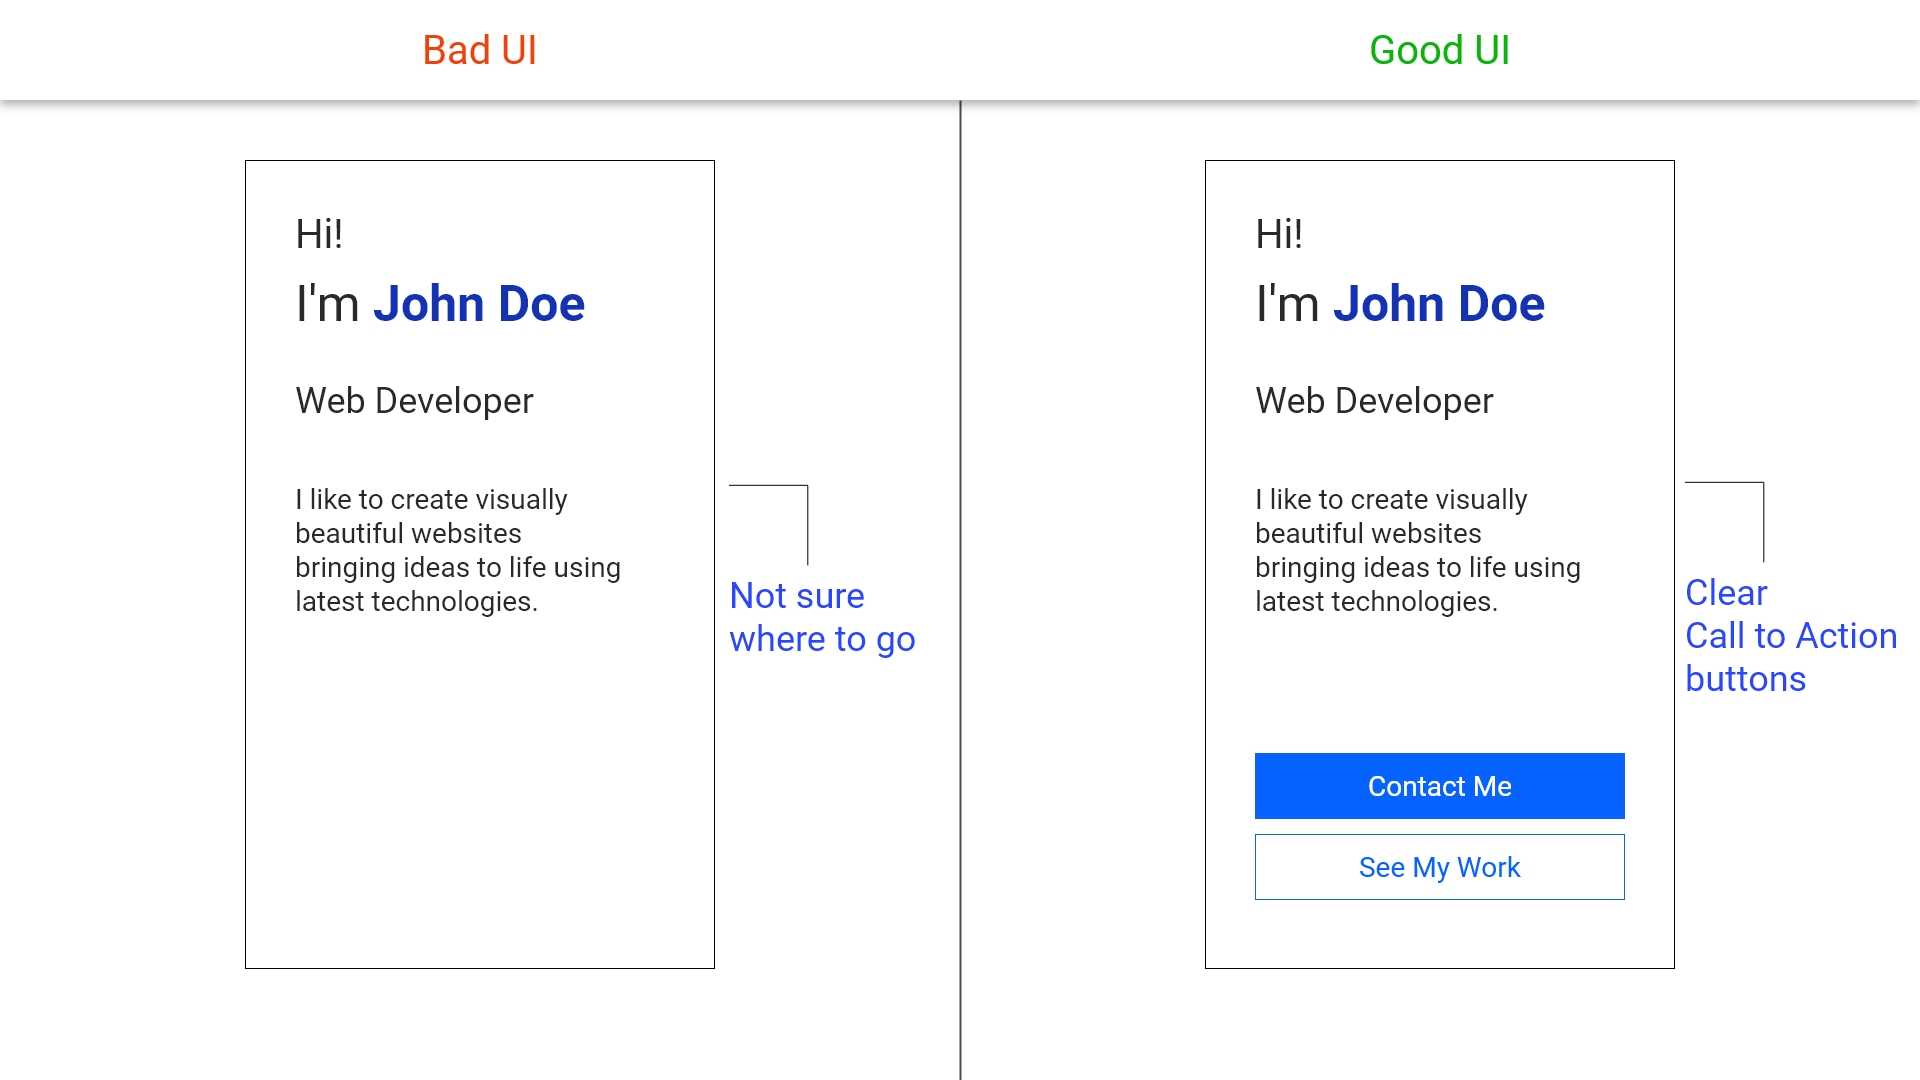 Bad UI
Good UI
Hi!
I'm John Doe
Web Developer
I like to create visually
beautiful websites
bringing ideas to life using
latest technologies.
Not sure
where to go
Hi!
I'm John Doe
Web Developer
I like to create visually
beautiful websites
bringing ideas to life using
latest technologies.
Contact Me
See My Work
Clear
Call to Action
buttons